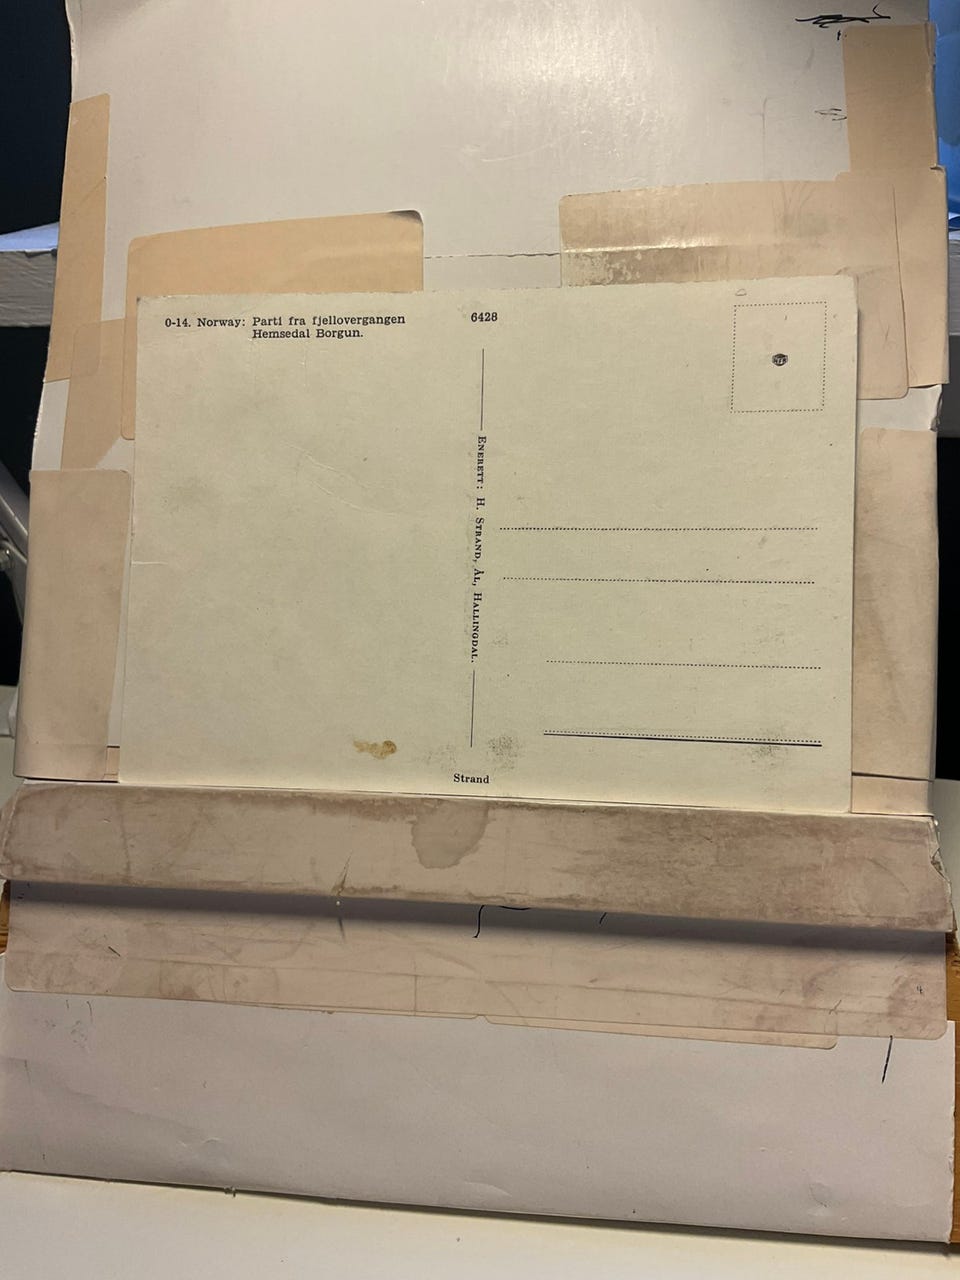 0-14. Norway: Parti fra fjellovergangen
Hemsedal Borgun.
6428
Enerett: H. Strand, Ål, Hallingdal.
Strand